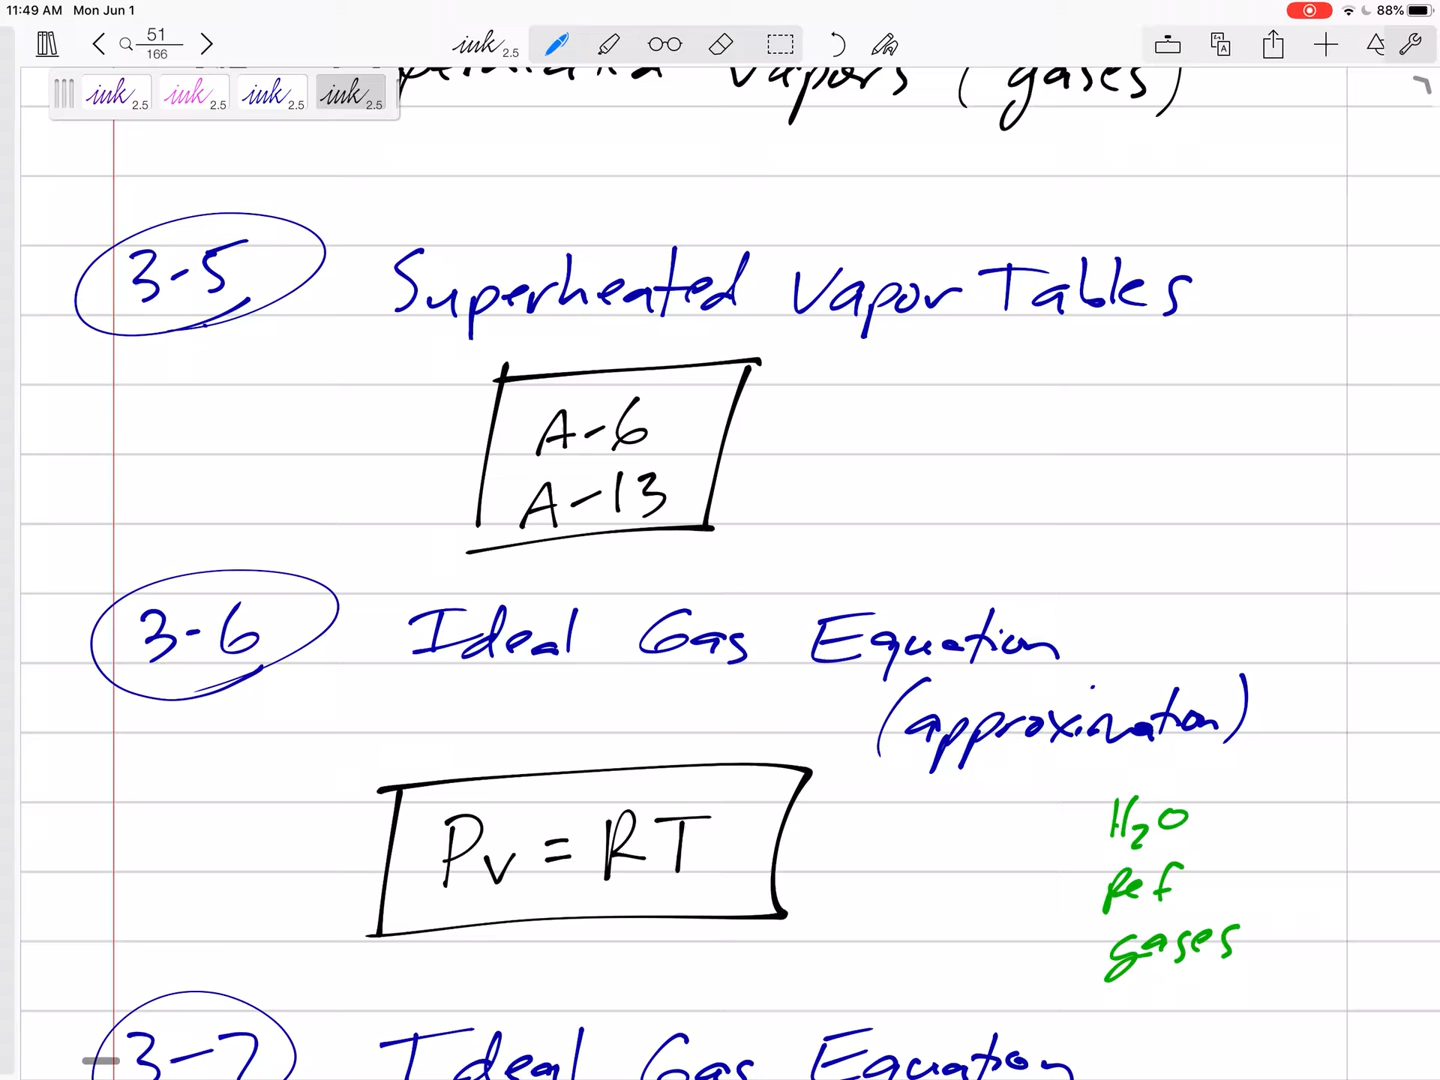 11:49 AM Mon Jun 1
88%
51
166
ink 2.5
ink 2.5
ink 2.5
ink 2.5
ink 2.5
vapors (gases)
3-5 Superheated Vapor Tables
A-6
A-13
3-6 Ideal Gas Equation
(approximation)
Pv = RT
H₂O
Ref
gases
3-7 Ideal Gas Equation